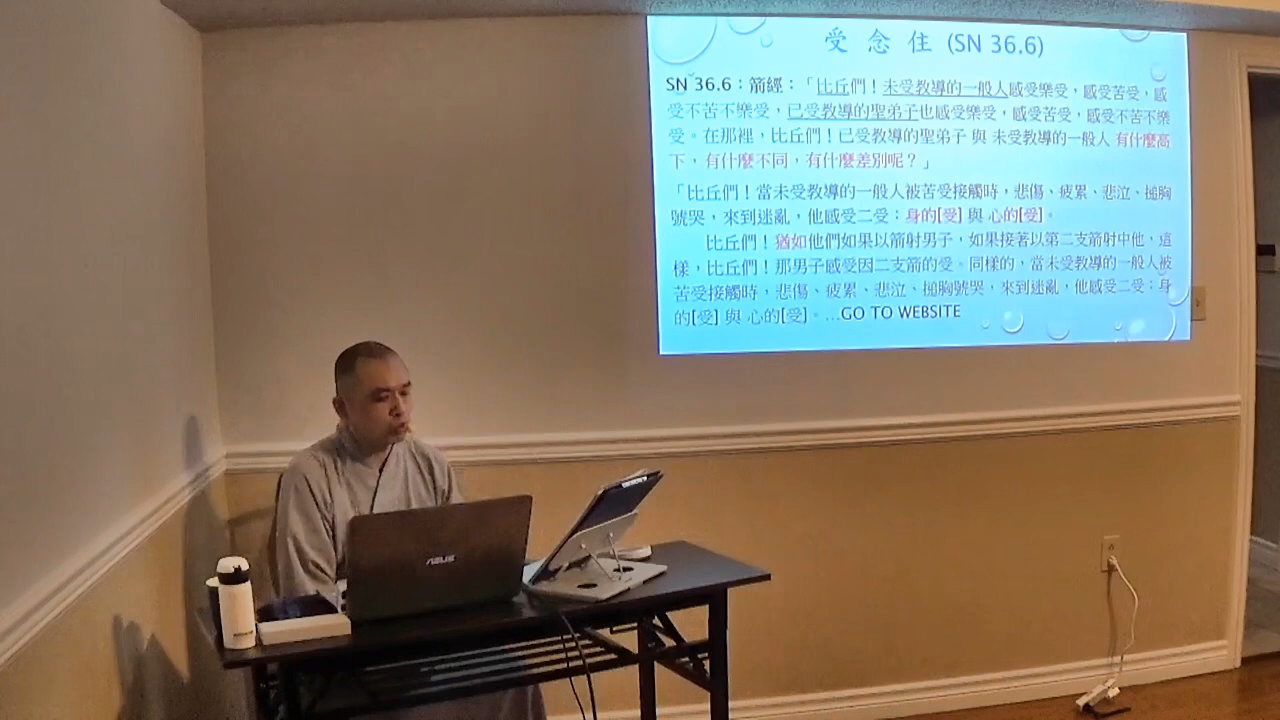 受 念 住 (SN 36.6)
SN 36.6：箭經：「比丘們！未受教導的一般人感受樂受，感受苦受，感
受不苦不樂受，已受教導的聖弟子也感受樂受，感受苦受，感受不苦不樂
受。在那裡，比丘們！已受教導的聖弟子 與 未受教導的一般人 有什麼高
下，有什麼不同，有什麼差別呢？」
「比丘們！當未受教導的一般人被苦受接觸時，悲傷、疲累、悲泣、搥胸
號哭，來到迷亂，他感受二受：身的[受] 與 心的[受]。
比丘們！猶如他們如果以箭射男子，如果接著以第二支箭射中他，這
樣，比丘們！那男子感受因二支箭的受。同樣的，當未受教導的一般人被
苦受接觸時，悲傷、疲累、悲泣、搥胸號哭，來到迷亂，他感受二受：身
的[受] 與 心的[受]。…GO TO WEBSITE
ASUS